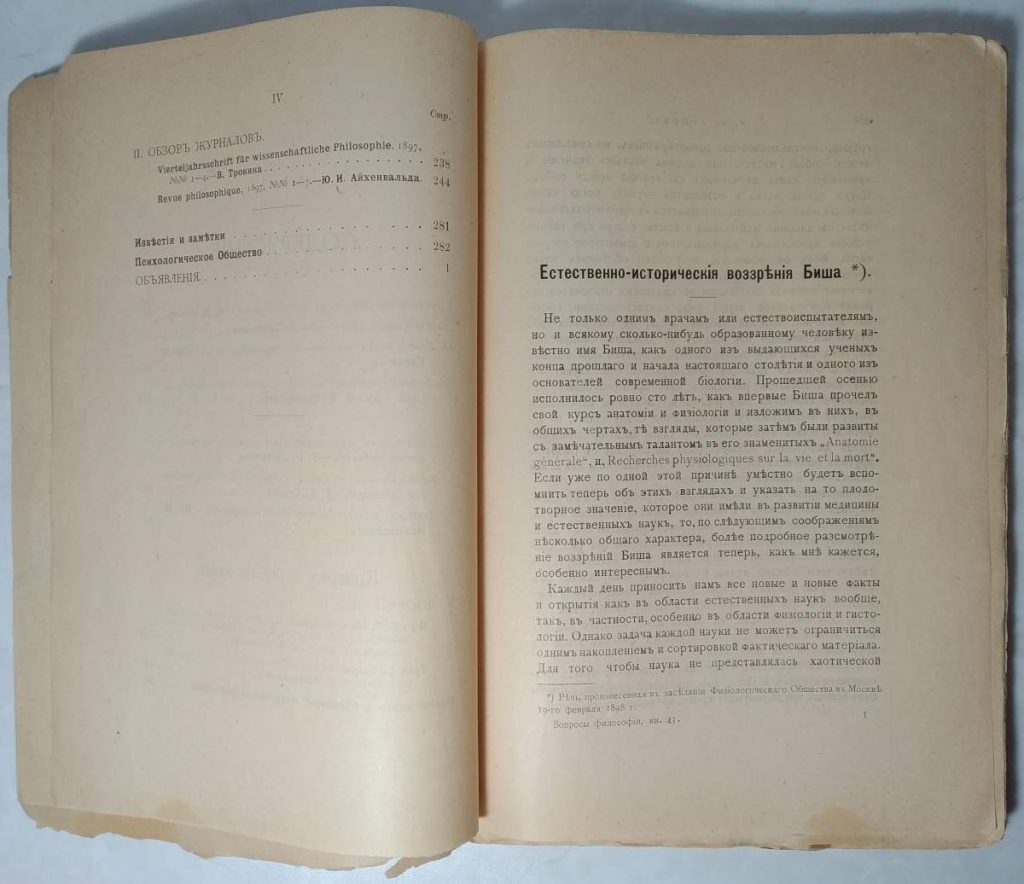 IV
Стр.
II. ОБЗОРЪ ЖУРНАЛОВЪ.
Vierteljahrsschrift für wissenschaftliche Philosophie, 1897,
№№ 1—4.—В. Тронина . . . . . . . . . . . . 238
Revue philosophique, 1897, №№ 1—7.—Ю. И. Айхенвальда. 244
Извѣстія и замѣтки . . . . . . . . . . . . 281
Психологическое Общество . . . . . . . . . . 282
ОБЪЯВЛЕНІЯ. . . . . . . . . . . . . . 1
Естественно-историческія воззрѣнія Биша *).
Не только однимъ врачамъ или естествоиспытателямъ,
но и всякому сколько-нибудь образованному человѣку из-
вѣстно имя Биша, какъ одного изъ выдающихся ученыхъ
конца прошлаго и начала настоящаго столѣтія и одного изъ
основателей современной біологіи. Прошедшей осенью
исполнилось ровно сто лѣтъ, какъ впервые Биша прочелъ
свой курсъ анатоміи и физіологіи и изложилъ въ нихъ, въ
общихъ чертахъ, тѣ взгляды, которые затѣмъ были развиты
съ замѣчательнымъ талантомъ въ его знаменитыхъ „Anatomie
générale“, и „Recherches physiologiques sur la vie et la mort“.
Если уже по одной этой причинѣ умѣстно будетъ вспо-
мнить теперь объ этихъ взглядахъ и указать на то плодо-
творное значеніе, которое они имѣли въ развитіи медицины
и естественныхъ наукъ, то, по слѣдующимъ соображеніямъ
нѣсколько общаго характера, болѣе подробное разсмотрѣ-
ніе воззрѣній Биша является теперь, какъ мнѣ кажется,
особенно интереснымъ.
Каждый день приноситъ намъ все новые и новые факты
и открытія какъ въ области естественныхъ наукъ вообще,
такъ, въ частности, особенно въ области физіологіи и гисто-
логіи. Однако задача каждой науки не можетъ ограничиться
однимъ накопленіемъ и сортировкой фактическаго матеріала.
Для того чтобы наука не представлялась хаотической
*) Рѣчь, произнесенная въ засѣданіи Физіологическаго Общества въ Москвѣ
19-го февраля 1898 г.
Вопросы философіи, кн. 43. 1